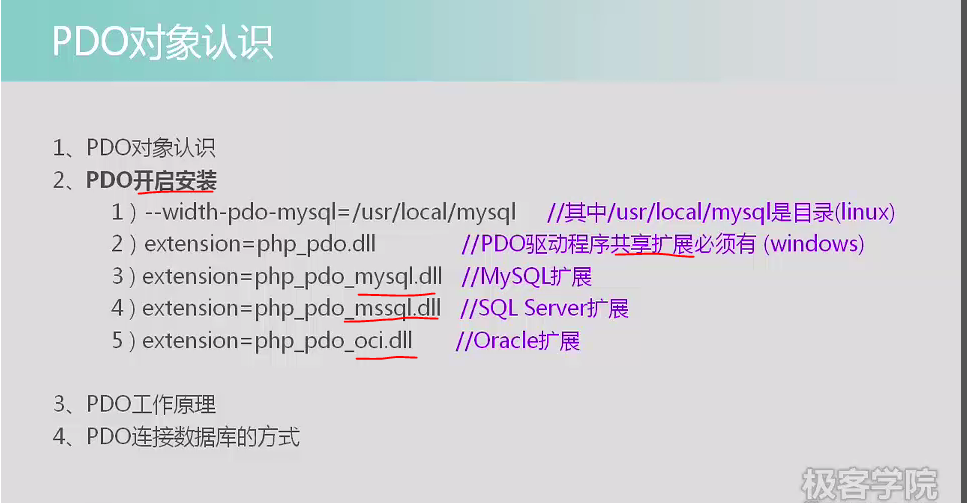 PDO对象认识
1、PDO对象认识
2、PDO开启安装
1）--width-pdo-mysql=/usr/local/mysql //其中/usr/local/mysql是目录(linux)
2）extension=php_pdo.dll //PDO驱动程序共享扩展必须有 (windows)
3）extension=php_pdo_mysql.dll //MySQL扩展
4）extension=php_pdo_mssql.dll //SQL Server扩展
5）extension=php_pdo_oci.dll //Oracle扩展
3、PDO工作原理
4、PDO连接数据库的方式
极客学院